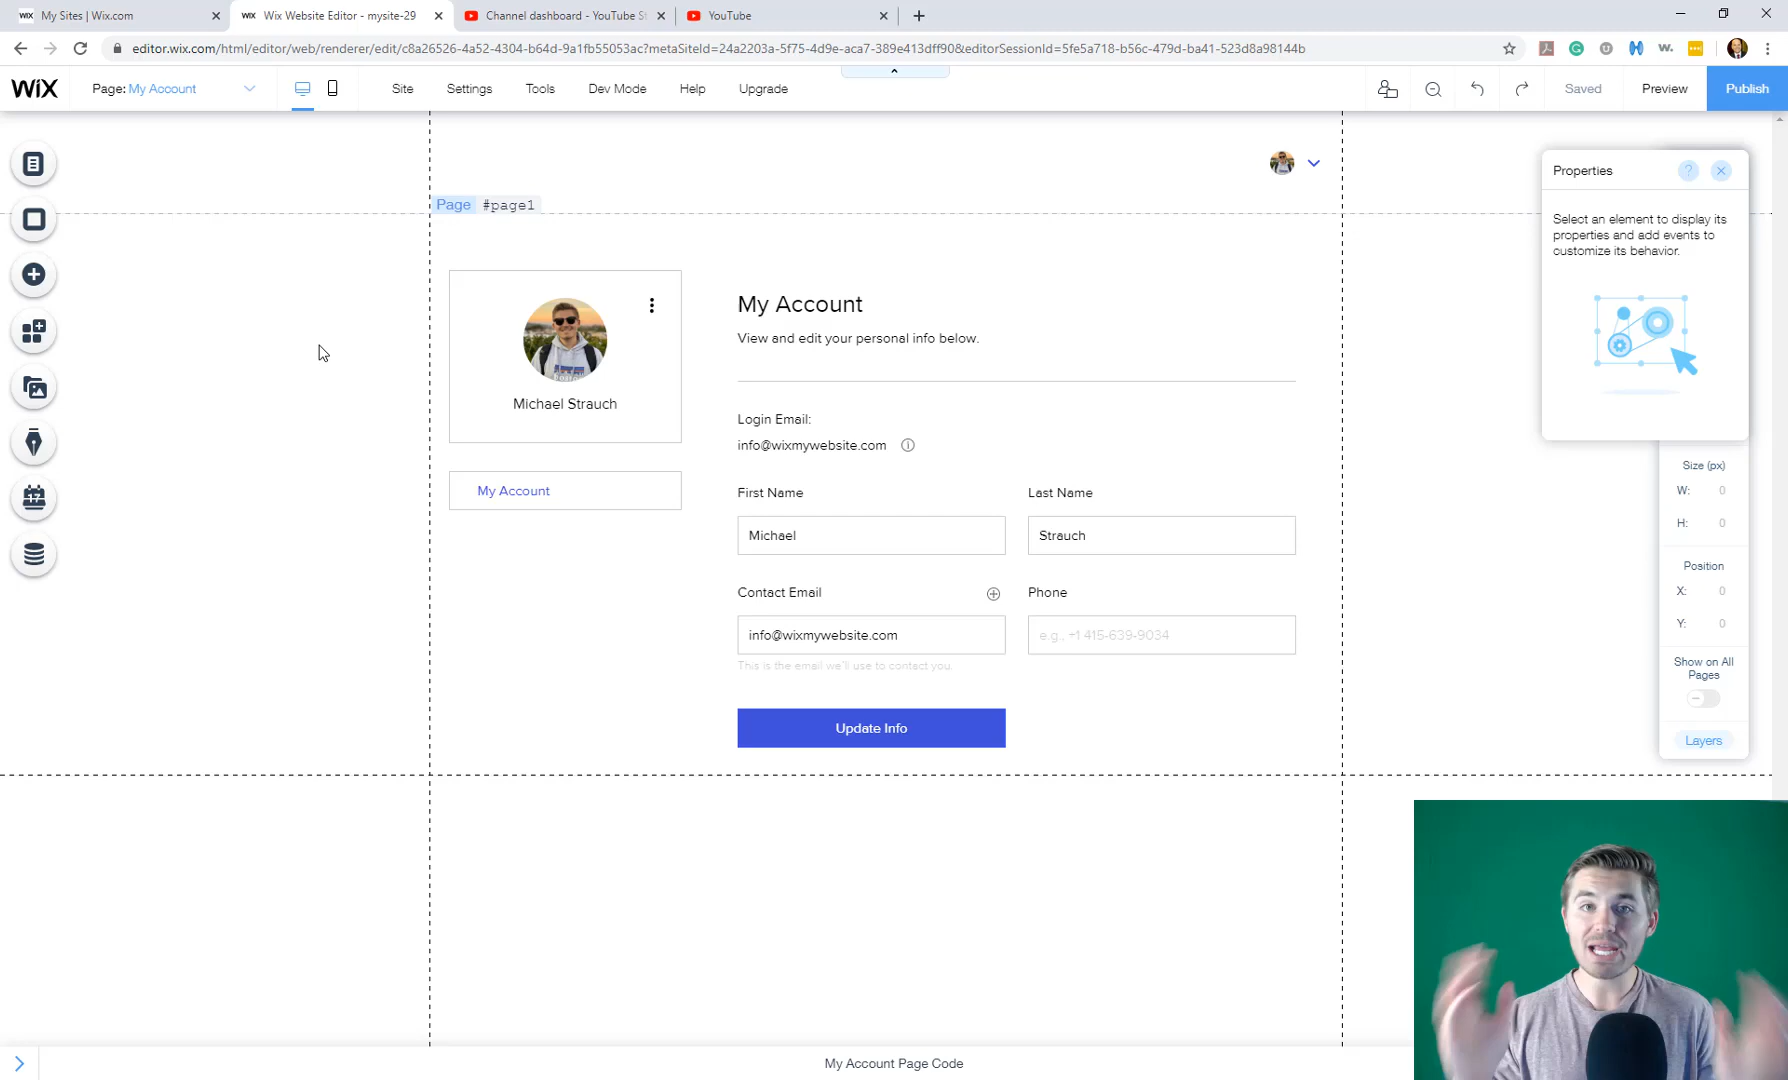 WIX My Sites | Wix.com
WIX Wix Website Editor - mysite-29
Channel dashboard - YouTube St
YouTube
editor.wix.com/html/editor/web/renderer/edit/c8a26526-4a52-4304-b64d-9a1fb55053ac?metaSiteId=24a2203a-5f75-4d9e-aca7-389e413dff90&editorSessionId=5fe5a718-b56c-479d-ba41-523d8a98144b
WiX
Page: My Account
Site
Settings
Tools
Dev Mode
Help
Upgrade
Saved
Preview
Publish
Page #page1
Properties
?
Select an element to display its
properties and add events to
customize its behavior.
Michael Strauch
My Account
My Account
View and edit your personal info below.
Login Email:
info@wixmywebsite.com
First Name
Last Name
Michael
Strauch
Contact Email
Phone
info@wixmywebsite.com
e.g., +1 415-639-9034
This is the email we'll use to contact you.
Update Info
Size (px)
W: 0
H: 0
Position
X: 0
Y: 0
Show on All
Pages
Layers
17
My Account Page Code